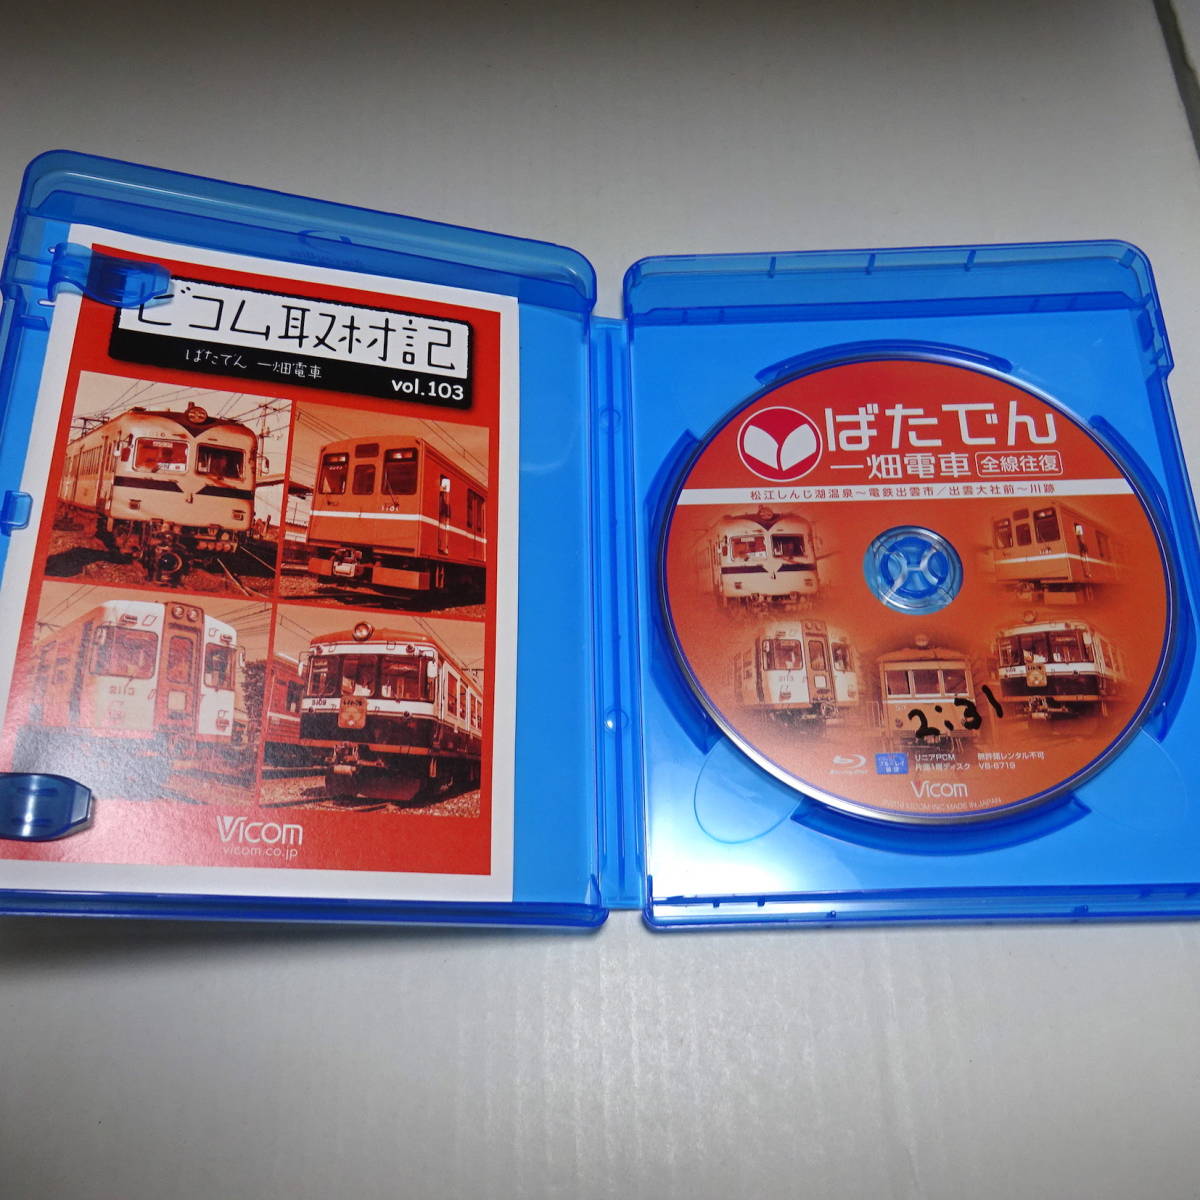 ビコム取材記
ばたでん 一畑電車
vol.103
2113
5109
Vicom
vicom.co.jp
ばたでん
一畑電車 全線往復
松江しんじ湖温泉〜電鉄出雲市／出雲大社前〜川跡
2:31
リニアPCM
片面1層ディスク
無許諾レンタル不可
VB-6719
Vicom